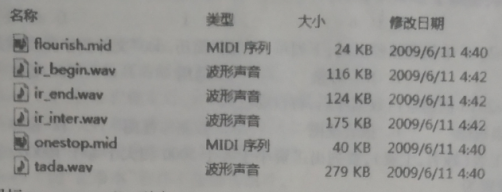 名称 类型 大小 修改日期
flourish.mid MIDI 序列 24 KB 2009/6/11 4:40
ir_begin.wav 波形声音 116 KB 2009/6/11 4:42
ir_end.wav 波形声音 124 KB 2009/6/11 4:42
ir_inter.wav 波形声音 175 KB 2009/6/11 4:42
onestop.mid MIDI 序列 40 KB 2009/6/11 4:40
tada.wav 波形声音 279 KB 2009/6/11 4:40